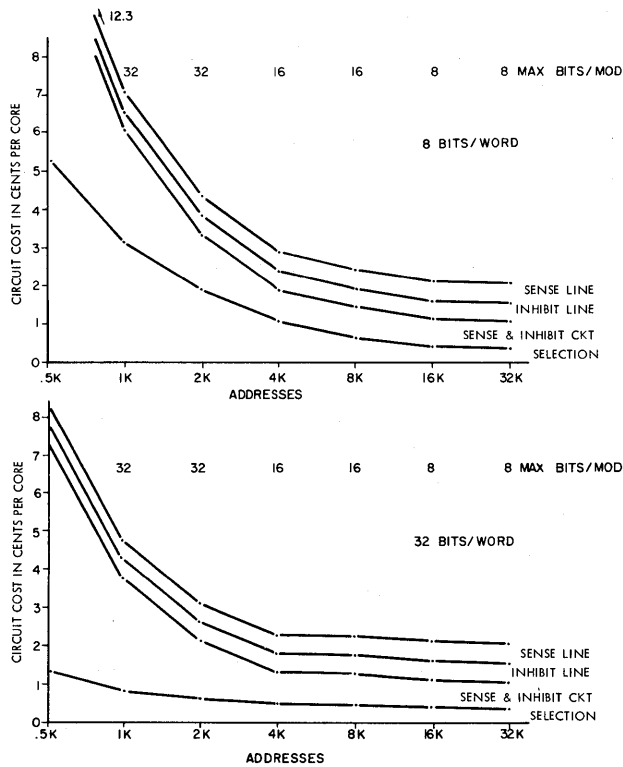 12.3
8
32 32 16 16 8 8 MAX BITS/MOD
7
6
8 BITS/WORD
5
4
3
2
SENSE LINE
INHIBIT LINE
1
SENSE & INHIBIT CKT
SELECTION
0
.5K 1K 2K 4K 8K 16K 32K
ADDRESSES
CIRCUIT COST IN CENTS PER CORE
8
7
32 32 16 16 8 8 MAX BITS/MOD
6
5
32 BITS/WORD
4
3
2
SENSE LINE
INHIBIT LINE
1
SENSE & INHIBIT CKT
SELECTION
0
.5K 1K 2K 4K 8K 16K 32K
ADDRESSES
CIRCUIT COST IN CENTS PER CORE